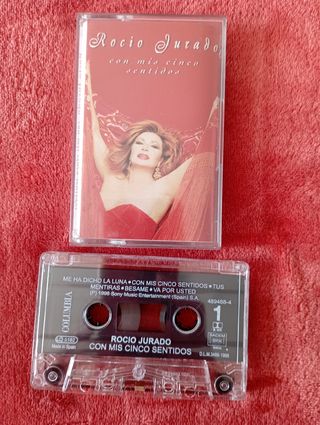 Rocio Jurado
con mis cinco
sentidos
ME HA DICHO LA LUNA • CON MIS CINCO SENTIDOS • TUS
MENTIRAS • BESAME • VA POR USTED
(P) 1998 Sony Music Entertainment (Spain) S.A.
489488-4
1
COLUMBIA
Made in Spain
ROCIO JURADO
CON MIS CINCO SENTIDOS